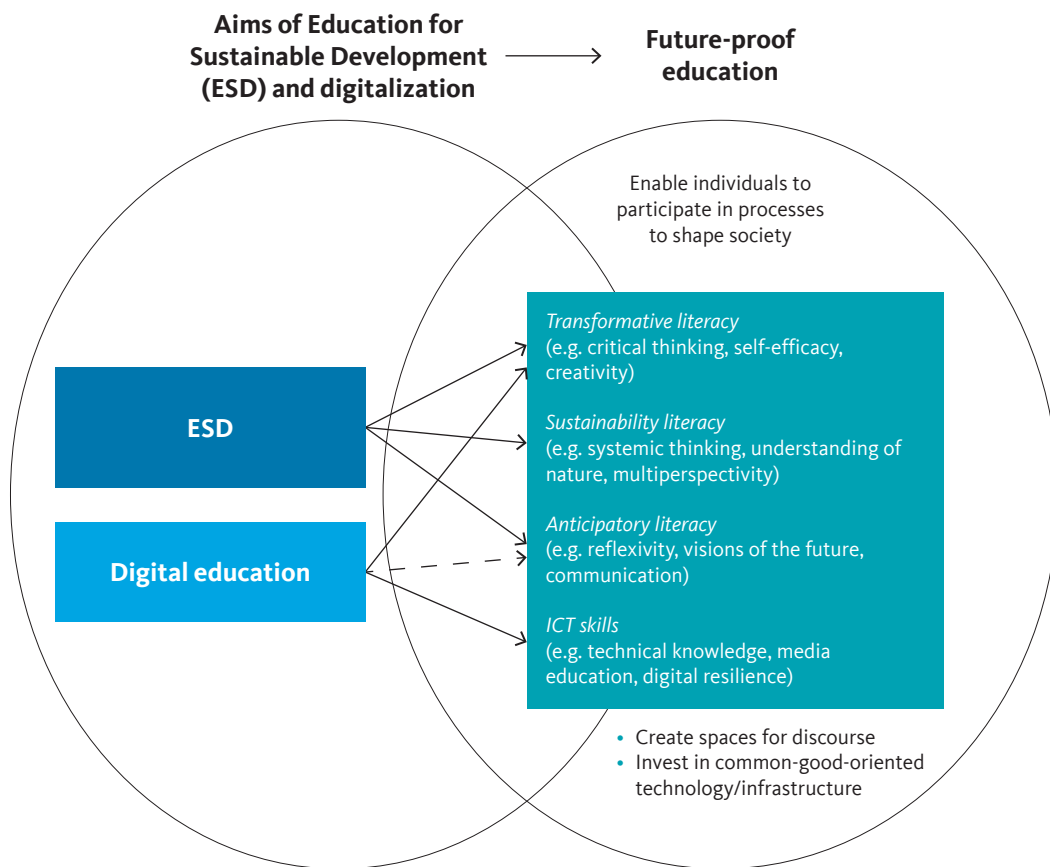 Aims of Education for
Sustainable Development
(ESD) and digitalization
Future-proof
education
Enable individuals to
participate in processes
to shape society
ESD
Digital education
Transformative literacy
(e.g. critical thinking, self-efficacy,
creativity)
Sustainability literacy
(e.g. systemic thinking, understanding of
nature, multiperspectivity)
Anticipatory literacy
(e.g. reflexivity, visions of the future,
communication)
ICT skills
(e.g. technical knowledge, media
education, digital resilience)
• Create spaces for discourse
• Invest in common-good-oriented
technology/infrastructure